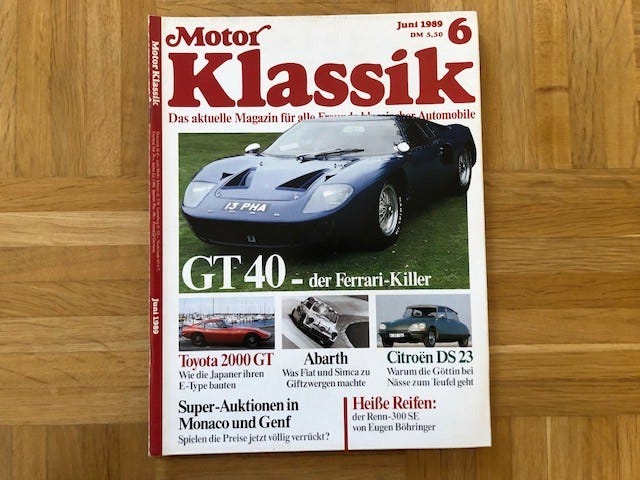 Motor Klassik
Juni 1989
Motor
Klassik
Juni 1989
DM 5,50
6
Das aktuelle Magazin für alle Freunde klassischer Automobile
13 PHA
GT 40 – der Ferrari-Killer
Toyota 2000 GT
Wie die Japaner ihren
E-Type bauten
Abarth
Was Fiat und Simca zu
Giftzwergen machte
Citroën DS 23
Warum die Göttin bei
Nässe zum Teufel geht
Super-Auktionen in
Monaco und Genf
Spielen die Preise jetzt völlig verrückt?
Heiße Reifen:
der Renn-300 SE
von Eugen Böhringer